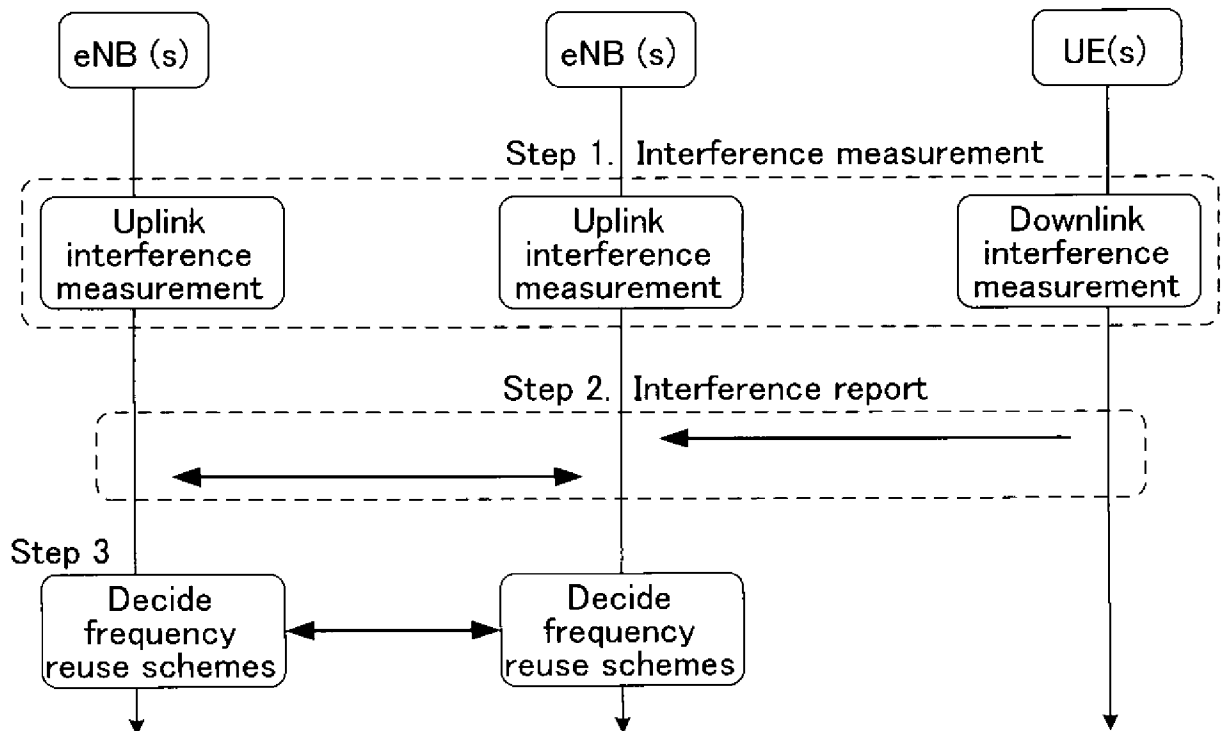 eNB (s)
eNB (s)
UE(s)
Step 1. Interference measurement
Uplink
interference
measurement
Uplink
interference
measurement
Downlink
interference
measurement
Step 2. Interference report
Step 3
Decide
frequency
reuse schemes
Decide
frequency
reuse schemes